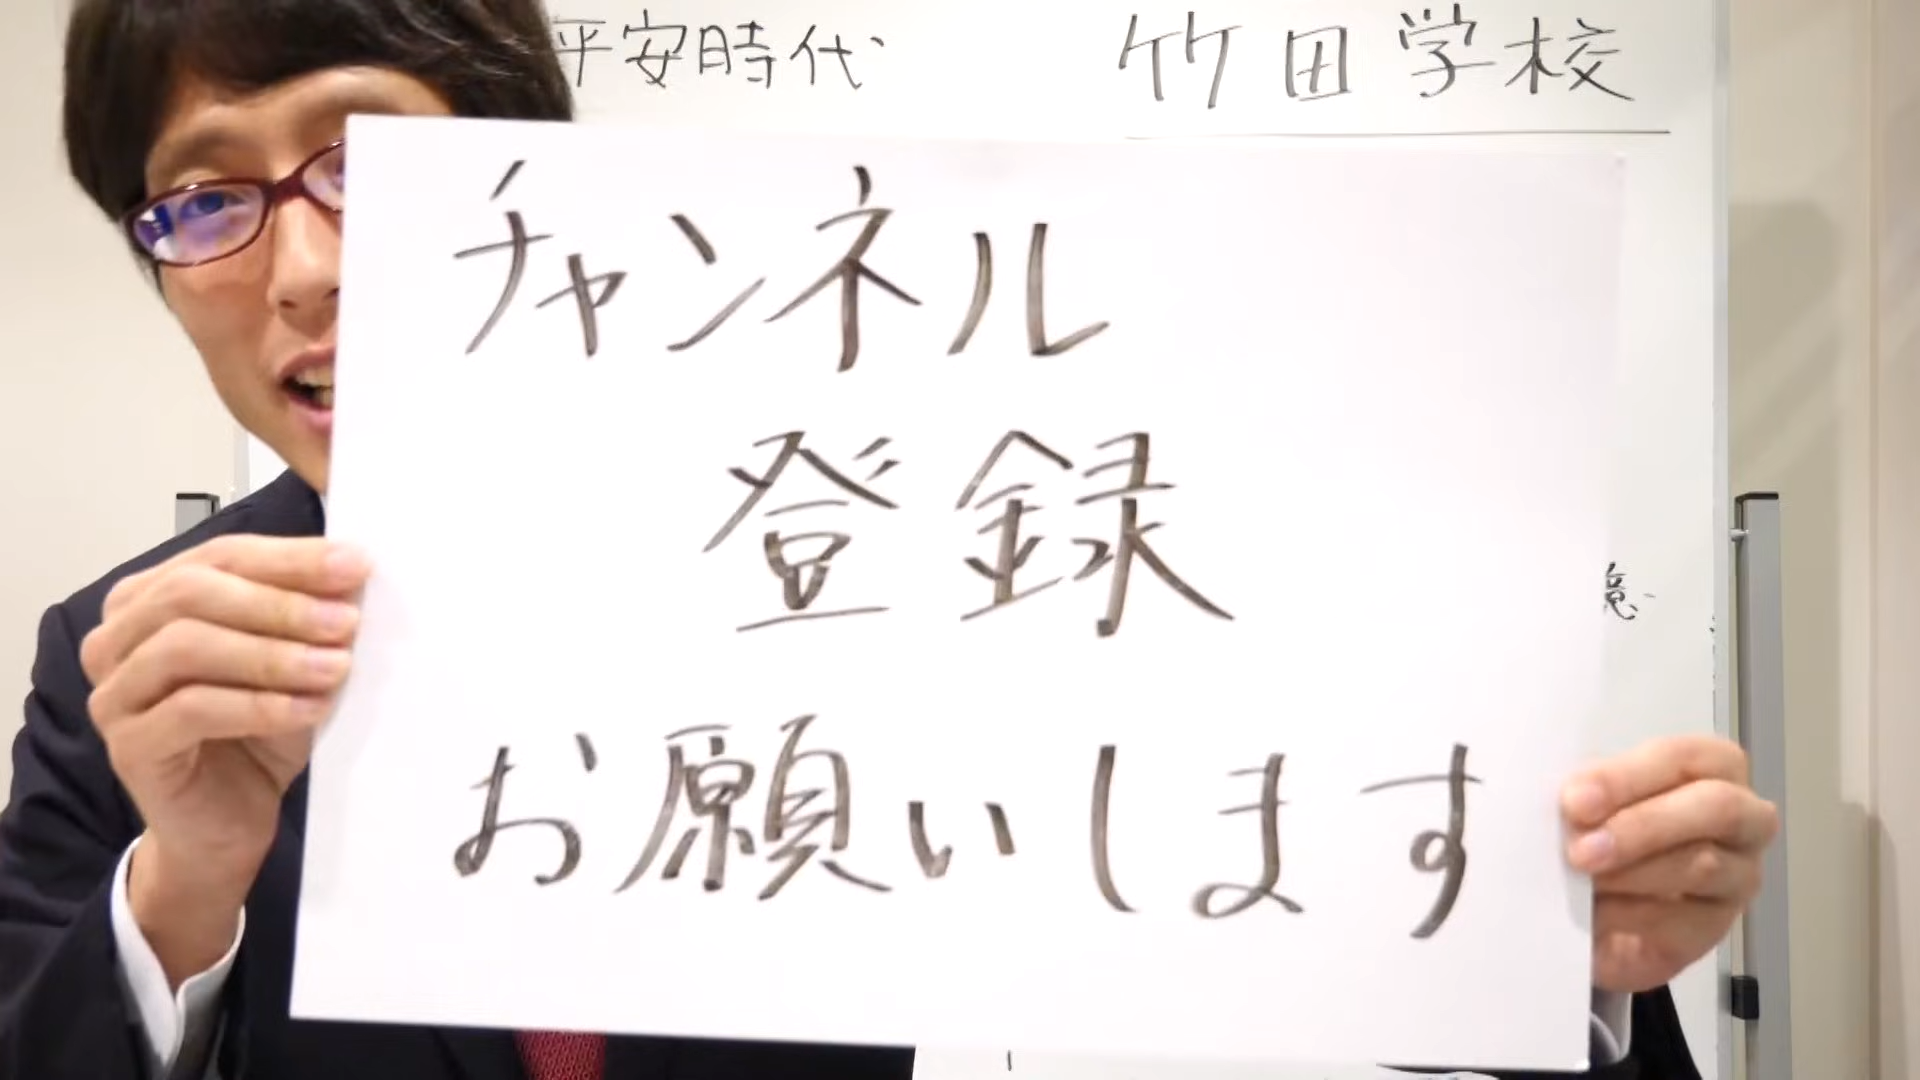 平安時代
竹田学校
チャンネル
登録
お願いします
意